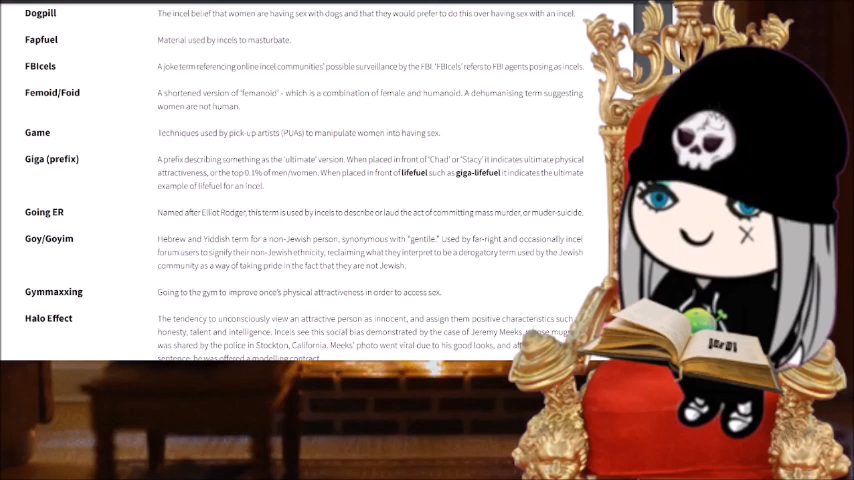 Dogpill The incel belief that women are having sex with dogs and that they would prefer to do this over having sex with an incel.
Fapfuel Material used by incels to masturbate.
FBIcels A joke term referencing online incel communities' possible surveillance by the FBI. 'FBIcels' refers to FBI agents posing as incels.
Femoid/Foid A shortened version of 'femanoid' - which is a combination of female and humanoid. A dehumanising term suggesting
women are not human.
Game Techniques used by pick-up artists (PUAs) to manipulate women into having sex.
Giga (prefix) A prefix describing something as the 'ultimate' version. When placed in front of 'Chad' or 'Stacy' it indicates ultimate physical
attractiveness, or the top 0.1% of men/women. When placed in front of lifefuel such as giga-lifefuel it indicates the ultimate
example of lifefuel for an incel.
Going ER Named after Elliot Rodger, this term is used by incels to describe or laud the act of committing mass murder, or muder-suicide.
Goy/Goyim Hebrew and Yiddish term for a non-Jewish person, synonymous with "gentile." Used by far-right and occasionally incel
forum users to signify their non-Jewish ethnicity, reclaiming what they interpret to be a derogatory term used by the Jewish
community as a way of taking pride in the fact that they are not Jewish.
Gymmaxxing Going to the gym to improve once's physical attractiveness in order to access sex.
Halo Effect The tendency to unconsciously view an attractive person as innocent, and assign them positive characteristics such
honesty, talent and intelligence. Incels see this social bias demonstrated by the case of Jeremy Meeks,
was shared by the police in Stockton, California. Meeks' photo went viral due to his good looks, and
sentence, he was offered a modelling contract.